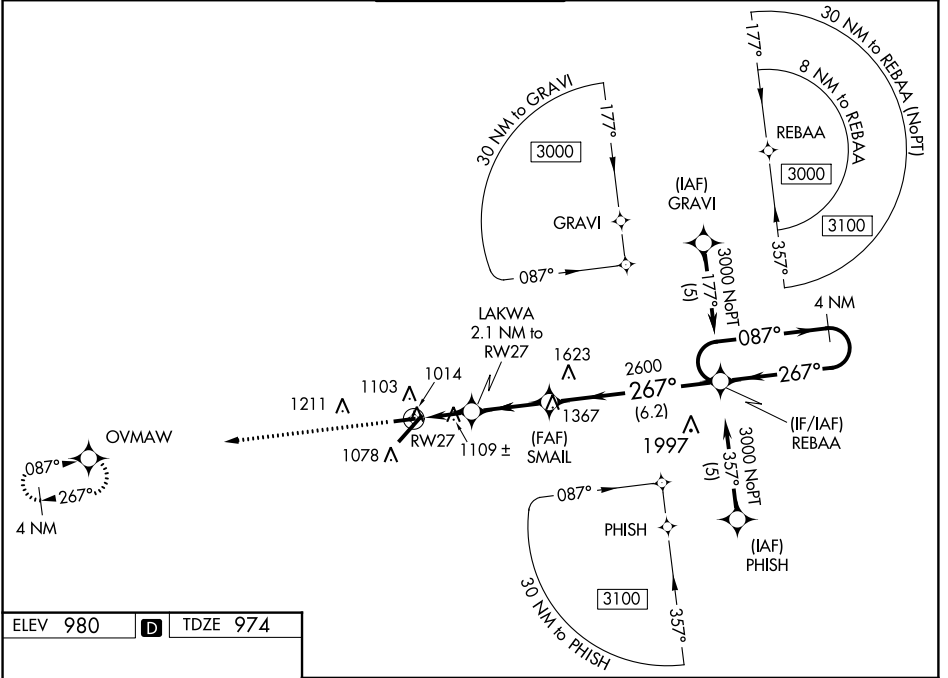 30 NM to GRAVI
177°
3000
GRAVI
087°
30 NM to REBAA (NoPT)
177°
8 NM to REBAA
REBAA
3000
3100
357°
(IAF)
GRAVI
3000 NoPT
177°
(5)
4 NM
087°
267°
LAKWA
2.1 NM to
RW27
1623
2600
267°
(6.2)
1367
(FAF)
SMAIL
1997
(IF/IAF)
REBAA
1014
1103
1211
1078
RW27
1109 ±
OVMAW
087°
267°
4 NM
3000 NoPT
357°
(5)
(IAF)
PHISH
087°
PHISH
3100
357°
30 NM to PHISH
ELEV 980 D TDZE 974